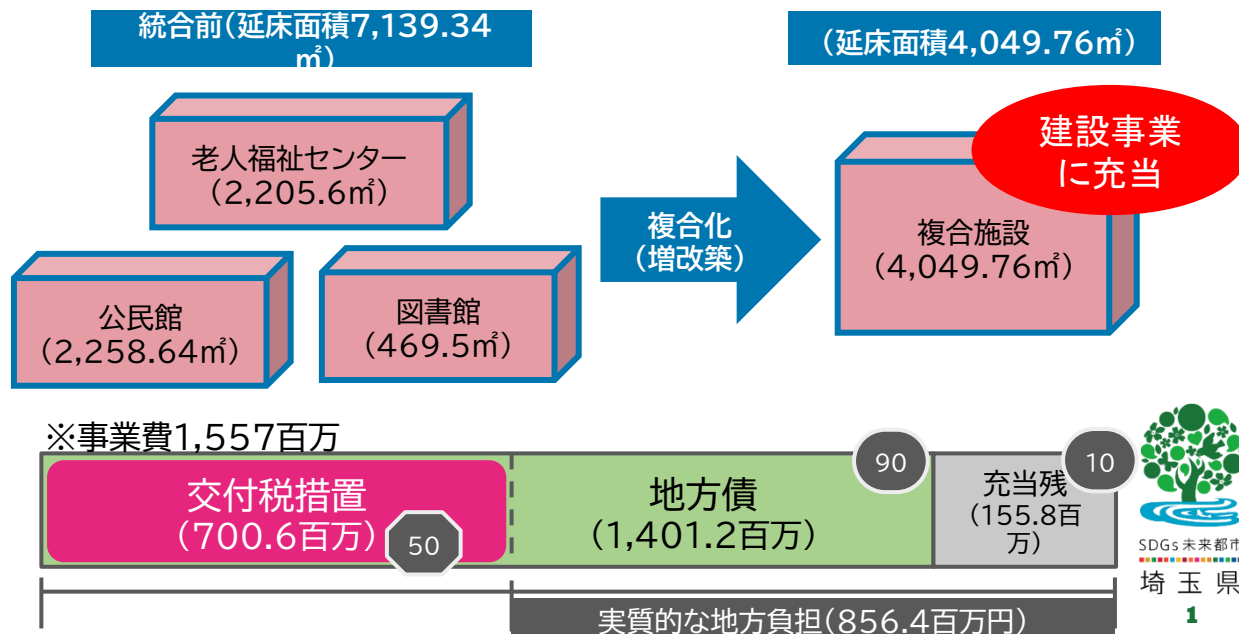 統合前(延床面積7,139.34
㎡)
(延床面積4,049.76㎡)
老人福祉センター
(2,205.6㎡)
公民館
(2,258.64㎡)
図書館
(469.5㎡)
複合化
(増改築)
建設事業
に充当
複合施設
(4,049.76㎡)
※事業費1,557百万
交付税措置
(700.6百万)
50
地方債
(1,401.2百万)
90
充当残
(155.8百
万)
10
実質的な地方負担(856.4百万円)
SDGs未来都市
埼玉県
1